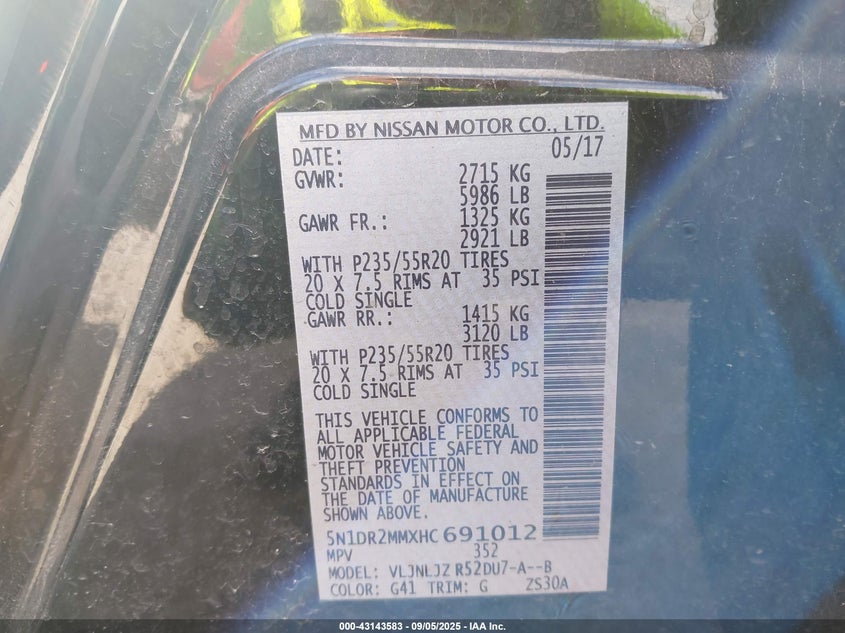 MFD BY NISSAN MOTOR CO., LTD.
DATE: 05/17
GVWR: 2715 KG
5986 LB
GAWR FR.: 1325 KG
2921 LB
WITH P235/55R20 TIRES
20 X 7.5 RIMS AT 35 PSI
COLD SINGLE
GAWR RR.: 1415 KG
3120 LB
WITH P235/55R20 TIRES
20 X 7.5 RIMS AT 35 PSI
COLD SINGLE
THIS VEHICLE CONFORMS TO
ALL APPLICABLE FEDERAL
MOTOR VEHICLE SAFETY AND
THEFT PREVENTION
STANDARDS IN EFFECT ON
THE DATE OF MANUFACTURE
SHOWN ABOVE.
5N1DR2MMXHC691012
MPV 352
MODEL: VLJNLJZ R52DU7-A--B
COLOR: G41 TRIM: G ZS30A
000-43143583 - 09/05/2025 - IAA Inc.